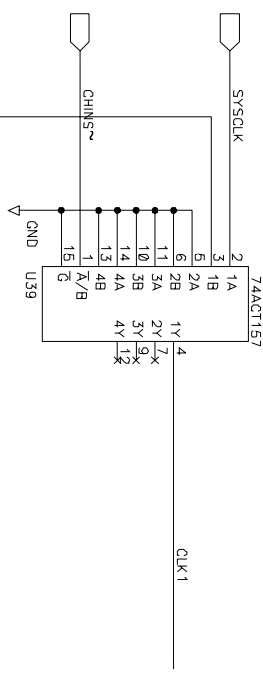 SYSCLK
CHINS~
GND
74ACT157
2 1A
3 1B
5 2A
6 2B
11 3A
10 3B
14 4A
13 4B
1 A/B
15 G
1Y 4
2Y 7
3Y 9
4Y 12
U39
CLK1